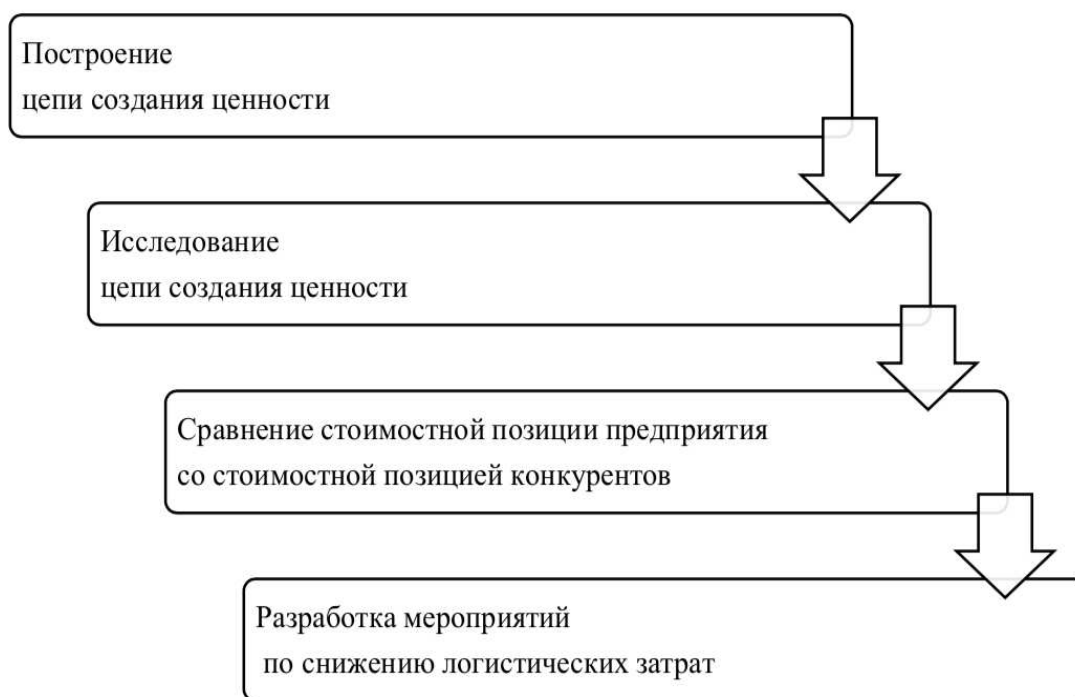 Построение
цепи создания ценности
Исследование
цепи создания ценности
Сравнение стоимостной позиции предприятия
со стоимостной позицией конкурентов
Разработка мероприятий
по снижению логистических затрат